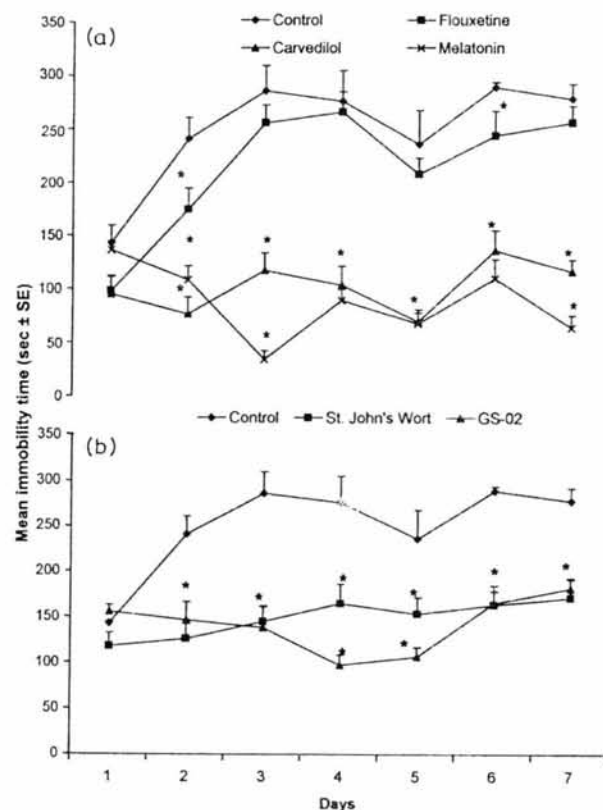 (a)
Control Flouxetine
Carvedilol Melatonin
350
300
250
200
150
100
50
0
* * * * * * * * * * *
Mean immobility time (sec ± SE)
(b)
Control St. John's Wort GS-02
350
300
250
200
150
100
50
0
* * * * * * * *
1 2 3 4 5 6 7
Days